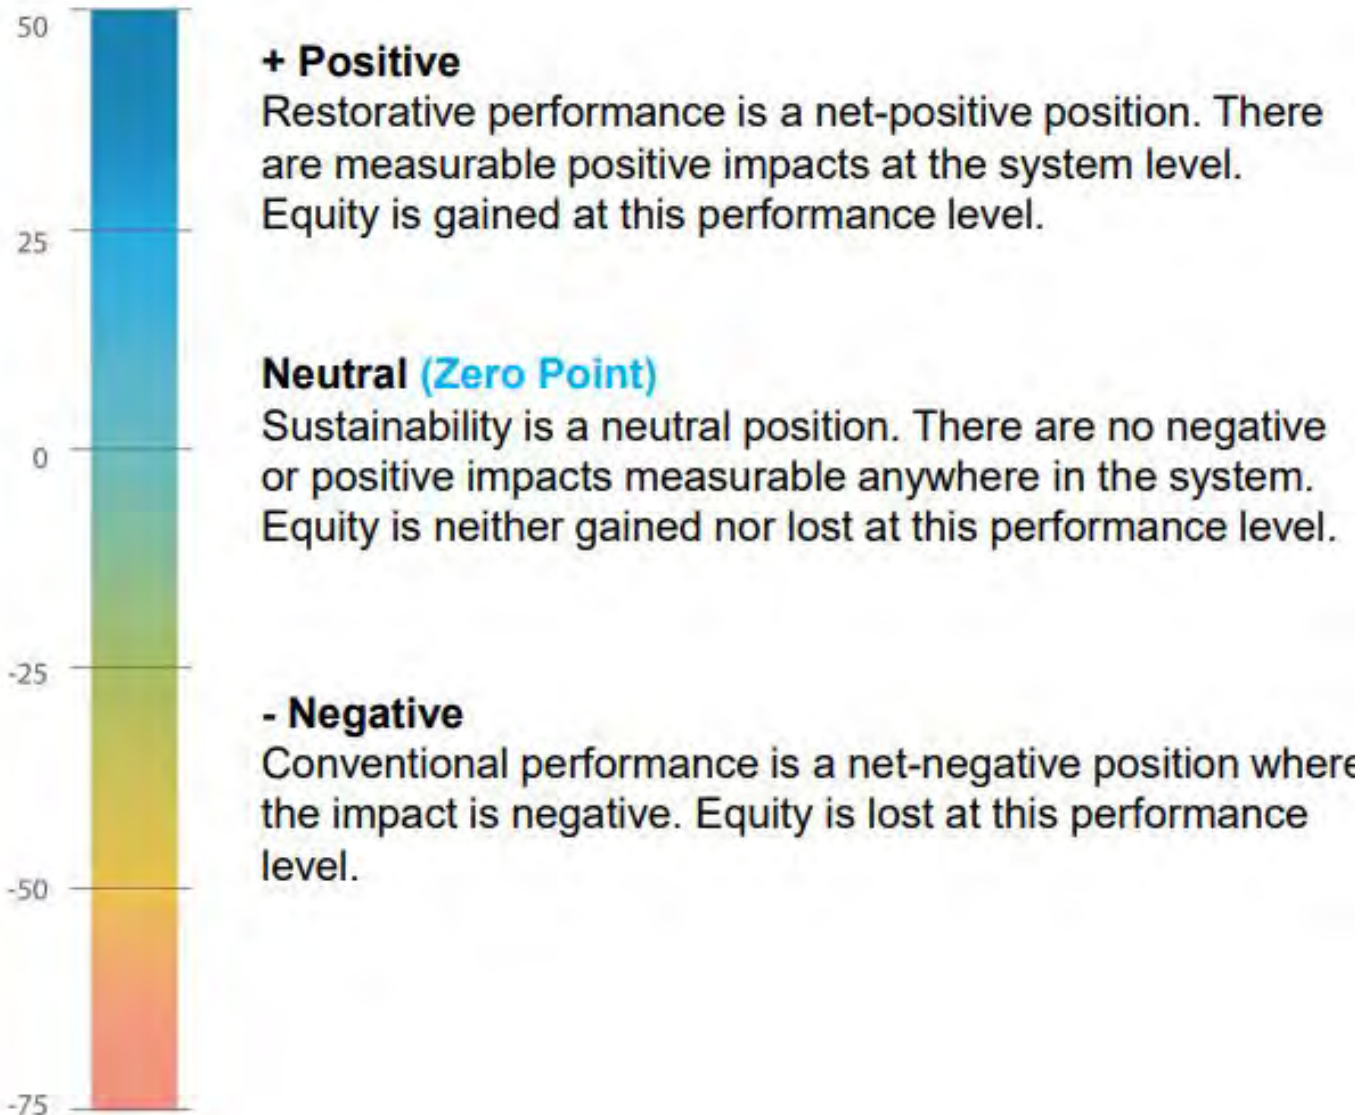 50
+ Positive
Restorative performance is a net-positive position. There
are measurable positive impacts at the system level.
Equity is gained at this performance level.
25
Neutral (Zero Point)
Sustainability is a neutral position. There are no negative
or positive impacts measurable anywhere in the system.
Equity is neither gained nor lost at this performance level.
0
-25
- Negative
Conventional performance is a net-negative position where
the impact is negative. Equity is lost at this performance
level.
-50
-75